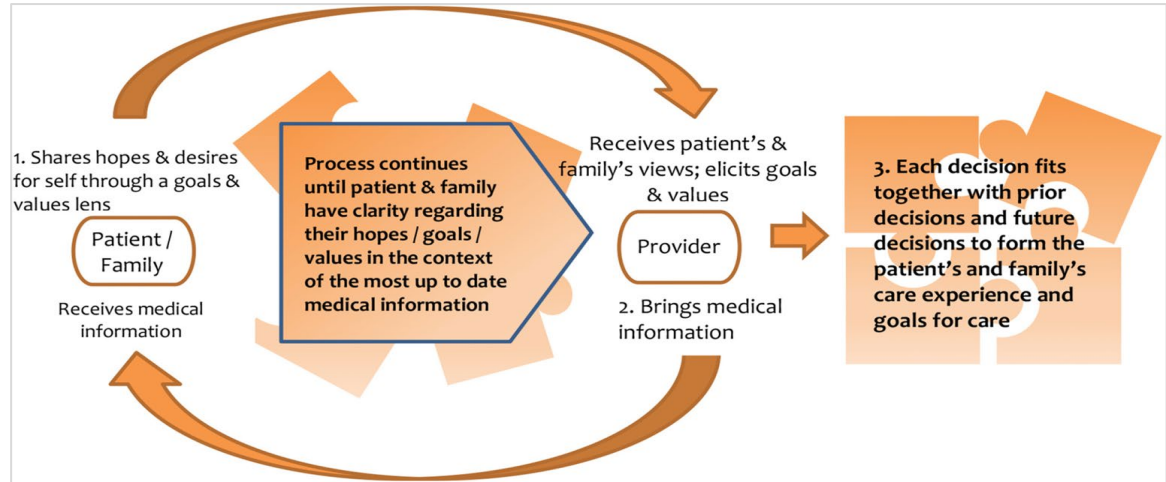 1. Shares hopes & desires
for self through a goals &
values lens
Patient /
Family
Receives medical
information
Process continues
until patient & family
have clarity regarding
their hopes / goals /
values in the context
of the most up to date
medical information
Receives patient’s &
family’s views; elicits goals
& values
Provider
2. Brings medical
information
3. Each decision fits
together with prior
decisions and future
decisions to form the
patient’s and family’s
care experience and
goals for care